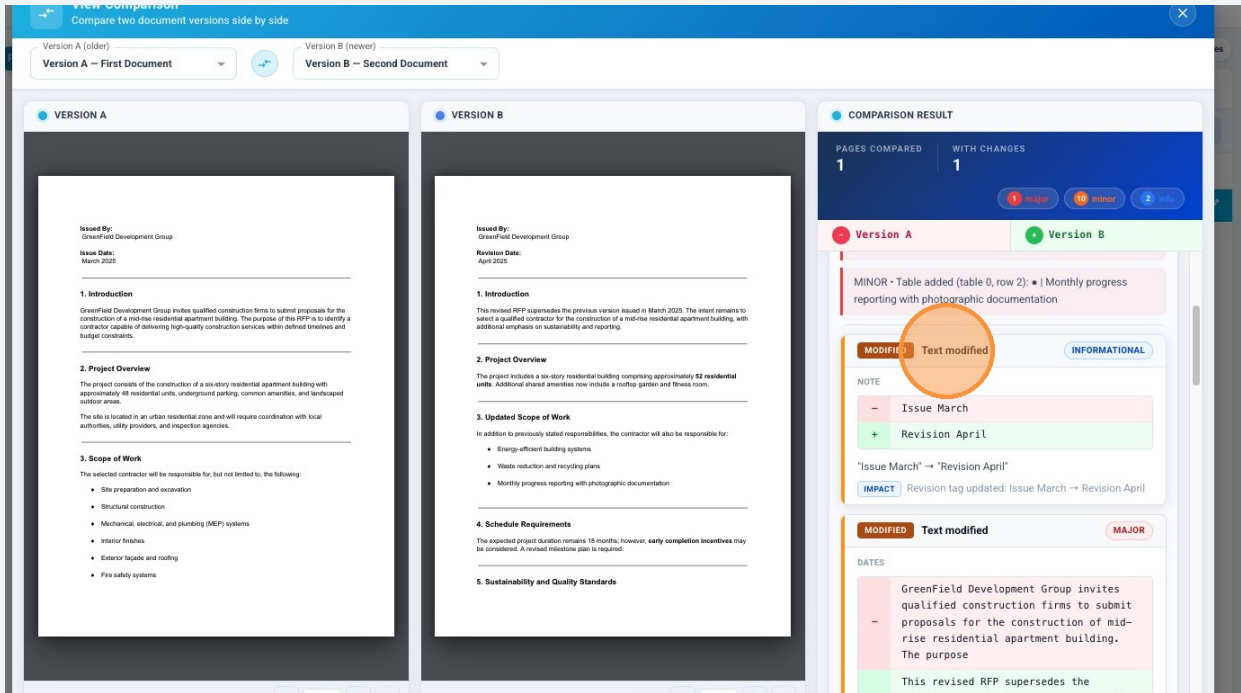 View Comparison
Compare two document versions side by side
Version A (older)
Version A — First Document
Version B (newer)
Version B — Second Document
VERSION A
Issued By:
GreenField Development Group
Issue Date:
March 2025
1. Introduction
GreenField Development Group invites qualified construction firms to submit proposals for the
construction of a mid-rise residential apartment building. The purpose of this RFP is to identify a
contractor capable of delivering high-quality construction services within defined timelines and
budget constraints.
2. Project Overview
The project consists of the construction of a six-story residential apartment building with
approximately 48 residential units, underground parking, common amenities, and landscaped
outdoor areas.
The site is located in an urban residential zone and will require coordination with local
authorities, utility providers, and inspection agencies.
3. Scope of Work
The selected contractor will be responsible for, but not limited to, the following:
● Site preparation and excavation
● Structural construction
● Mechanical, electrical, and plumbing (MEP) systems
● Interior finishes
● Exterior façade and roofing
● Fire safety systems
VERSION B
Issued By:
GreenField Development Group
Revision Date:
April 2025
1. Introduction
This revised RFP supersedes the previous version issued in March 2025. The intent remains to
select a qualified contractor for the construction of a mid-rise residential apartment building, with
additional emphasis on sustainability and reporting.
2. Project Overview
The project includes a six-story residential building comprising approximately 52 residential
units. Additional shared amenities now include a rooftop garden and fitness room.
3. Updated Scope of Work
In addition to previously stated responsibilities, the contractor will also be responsible for:
● Energy-efficient building systems
● Waste reduction and recycling plans
● Monthly progress reporting with photographic documentation
4. Schedule Requirements
The expected project duration remains 18 months; however, early completion incentives may
be considered. A revised milestone plan is required.
5. Sustainability and Quality Standards
COMPARISON RESULT
PAGES COMPARED
1
WITH CHANGES
1
1 major
10 minor
2 info
− Version A
+ Version B
MINOR • Table added (table 0, row 2): ● | Monthly progress
reporting with photographic documentation
MODIFIED Text modified INFORMATIONAL
NOTE
− Issue March
+ Revision April
"Issue March" → "Revision April"
IMPACT Revision tag updated: Issue March → Revision April
MODIFIED Text modified MAJOR
DATES
− GreenField Development Group invites
qualified construction firms to submit
proposals for the construction of mid-
rise residential apartment building.
The purpose
This revised RFP supersedes the